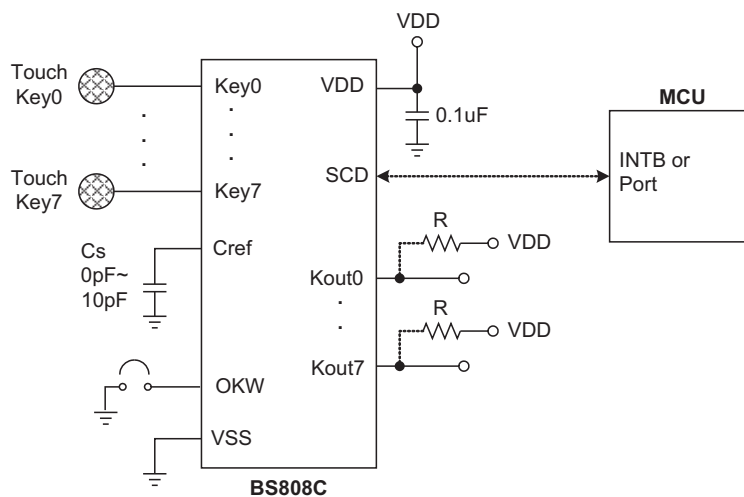 VDD
Touch
Key0
Key0
VDD
0.1uF
MCU
Touch
Key7
Key7
SCD
INTB or
Port
Cs
0pF~
10pF
Cref
R
VDD
Kout0
R
VDD
Kout7
OKW
VSS
BS808C